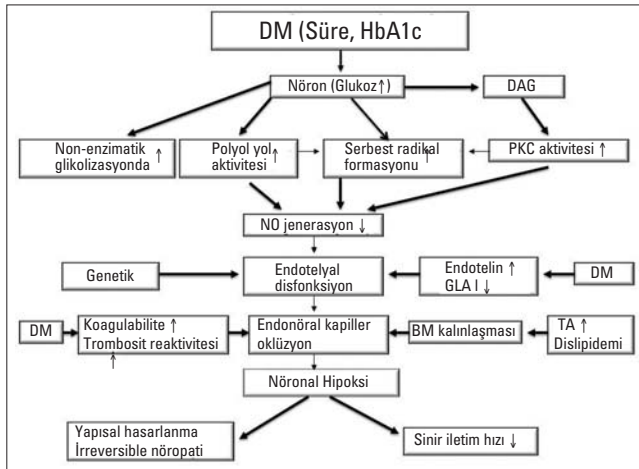 DM (Süre, HbA1c
Nöron (Glukoz↑)
DAG
Non-enzimatik ↑
glikolizasyonda
Polyol yol
aktivitesi ↑
Serbest radikal
formasyonu ↑
PKC aktivitesi ↑
NO jenerasyon ↓
Genetik
Endotelyal
disfonksiyon
Endotelin ↑
GLA I ↓
DM
DM
Koagulabilite ↑
Trombosit reaktivitesi
↑
Endonöral kapiller
oklüzyon
BM kalınlaşması
TA ↑
Dislipidemi
Nöronal Hipoksi
Yapısal hasarlanma
İrreversible nöropati
Sinir iletim hızı ↓